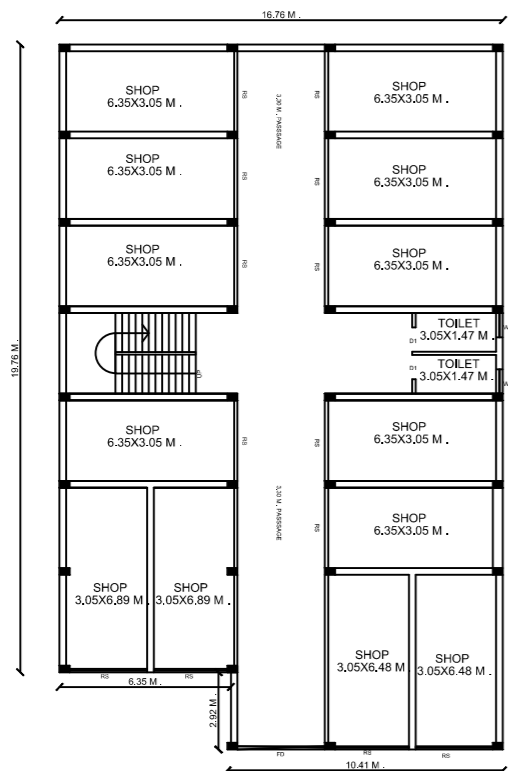 16.76 M .
SHOP
6.35X3.05 M .
RS
3.30 M . PASSSAGE
RS
SHOP
6.35X3.05 M .
SHOP
6.35X3.05 M .
RS
RS
SHOP
6.35X3.05 M .
SHOP
6.35X3.05 M .
RS
RS
SHOP
6.35X3.05 M .
19.76 M .
TOILET
3.05X1.47 M .
D1
D1
TOILET
3.05X1.47 M .
SHOP
6.35X3.05 M .
RS
RS
SHOP
6.35X3.05 M .
3.30 M . PASSSAGE
RS
SHOP
6.35X3.05 M .
SHOP
3.05X6.89 M .
SHOP
3.05X6.89 M .
SHOP
3.05X6.48 M .
SHOP
3.05X6.48 M .
RS
RS
6.35 M .
2.92 M .
FD
RS
RS
10.41 M .